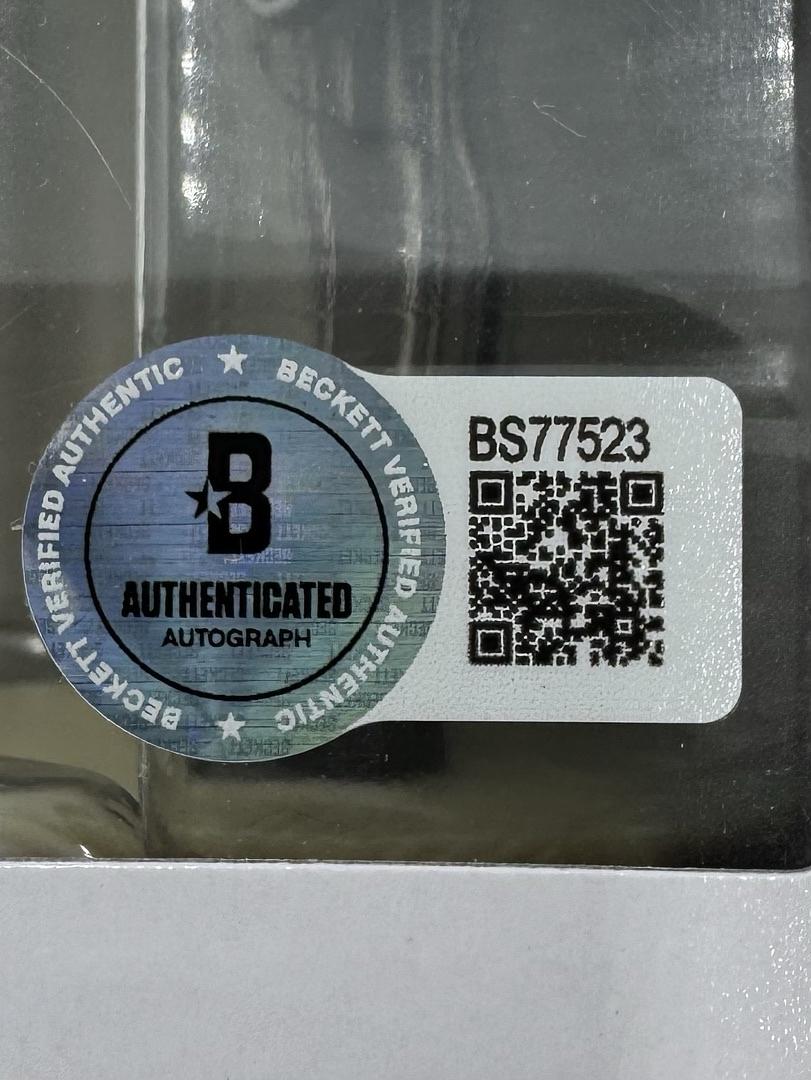 BECKETT VERIFIED AUTHENTIC ★ BECKETT VERIFIED AUTHENTIC ★
B
AUTHENTICATED
AUTOGRAPH
BS77523